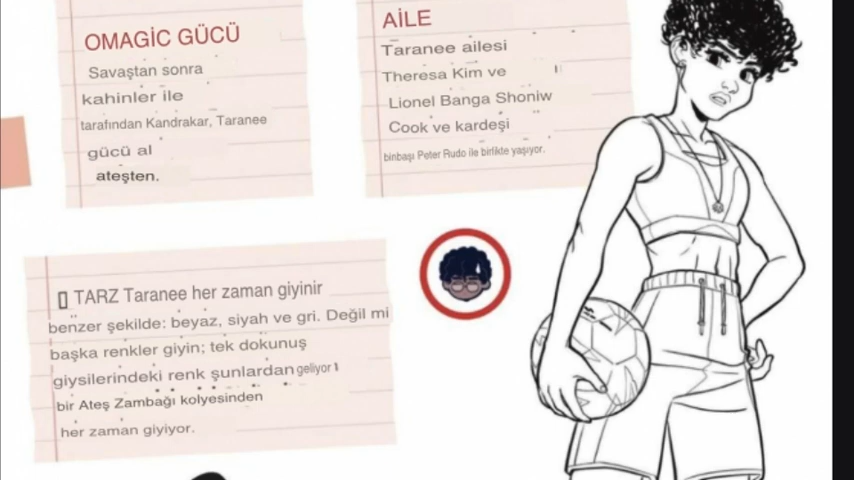 OMAGİC GÜCÜ
Savaştan sonra
kahinler ile
tarafından Kandrakar, Taranee
gücü al
ateşten.
AİLE
Taranee ailesi
Theresa Kim ve
Lionel Banga Shoniw
Cook ve kardeşi
binbaşı Peter Rudo ile birlikte yaşıyor.
TARZ Taranee her zaman giyinir
benzer şekilde: beyaz, siyah ve gri. Değil mi
başka renkler giyin; tek dokunuş
giysilerindeki renk şunlardan geliyor
bir Ateş Zambağı kolyesinden
her zaman giyiyor.